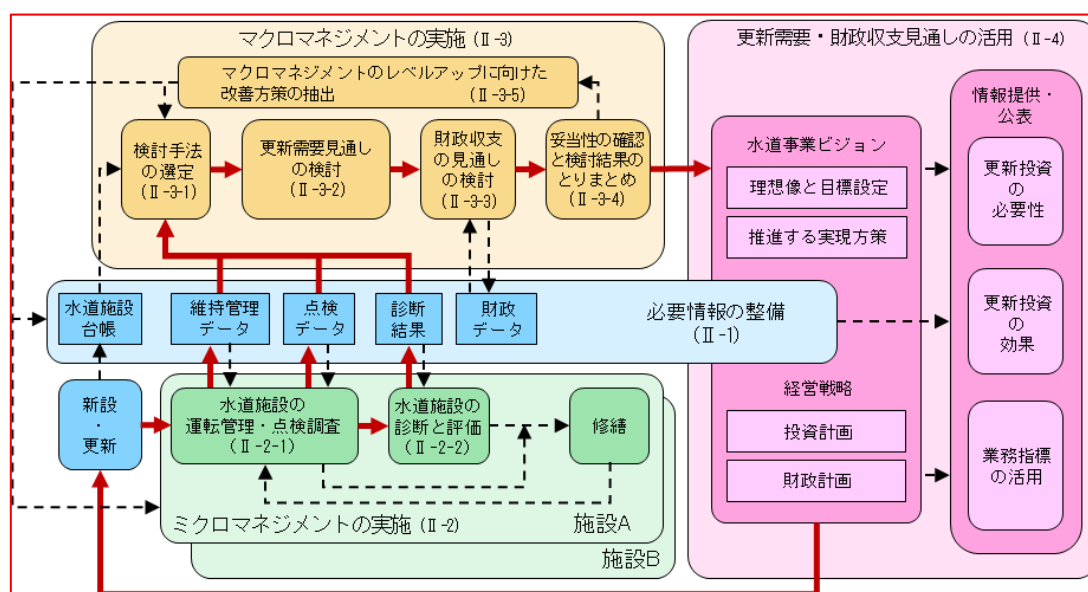 マクロマネジメントの実施(Ⅱ-3)
マクロマネジメントのレベルアップに向けた
改善方策の抽出 (Ⅱ-3-5)
検討手法
の選定
(Ⅱ-3-1)
更新需要見通し
の検討
(Ⅱ-3-2)
財政収支
の見通し
の検討
(Ⅱ-3-3)
妥当性の確認
と検討結果の
とりまとめ
(Ⅱ-3-4)
水道施設
台帳
維持管理
データ
点検
データ
診断
結果
財政
データ
必要情報の整備
(Ⅱ-1)
新設
・
更新
水道施設の
運転管理・点検調査
(Ⅱ-2-1)
水道施設の
診断と評価
(Ⅱ-2-2)
修繕
ミクロマネジメントの実施(Ⅱ-2)
施設A
施設B
更新需要・財政収支見通しの活用(Ⅱ-4)
水道事業ビジョン
理想像と目標設定
推進する実現方策
経営戦略
投資計画
財政計画
情報提供・
公表
更新投資
の
必要性
更新投資
の
効果
業務指標
の活用